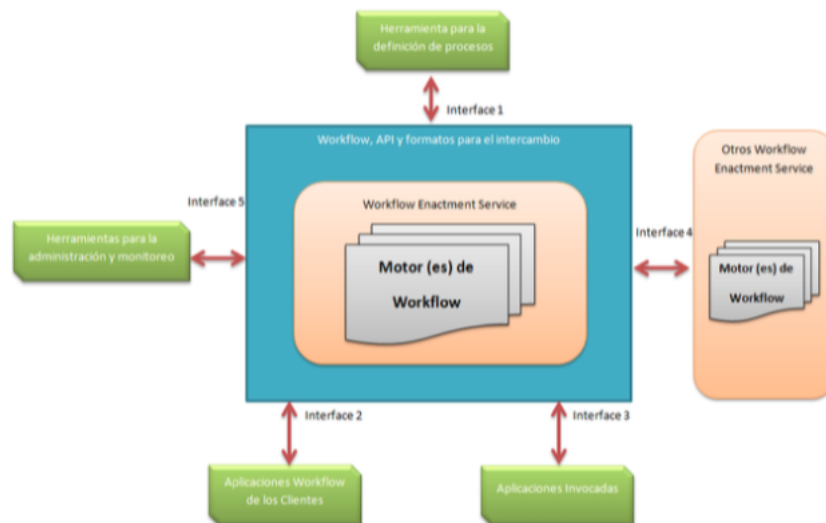 Herramienta para la
definición de procesos
Interface 1
Workflow, API y formatos para el intercambio
Otros Workflow
Enactment Service
Interface 5
Workflow Enactment Service
Herramientas para la
administración y monitoreo
Motor (es) de
Workflow
Interface 4
Motor (es) de
Workflow
Interface 2
Interface 3
Aplicaciones Workflow
de los Clientes
Aplicaciones Invocadas